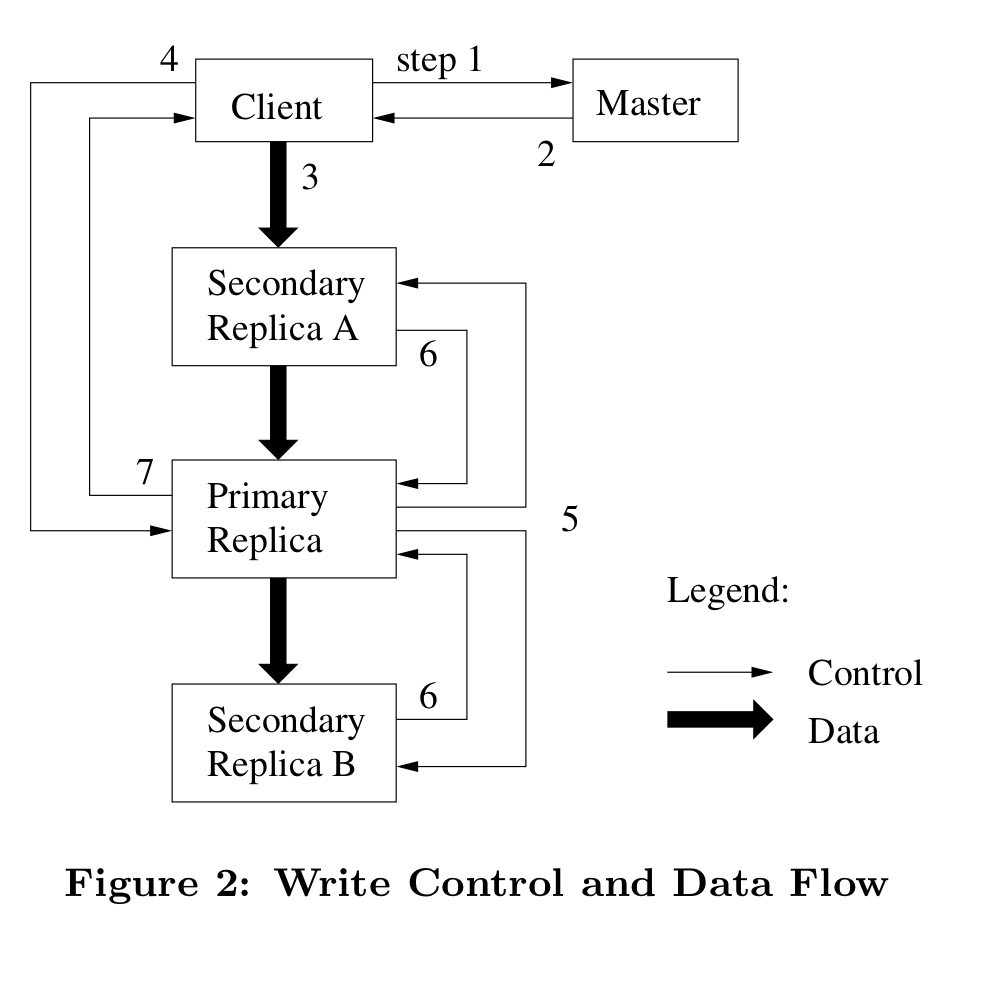 4
step 1
Client
Master
2
3
Secondary
Replica A
6
7
Primary
Replica
5
Legend:
Control
Data
6
Secondary
Replica B
Figure 2: Write Control and Data Flow